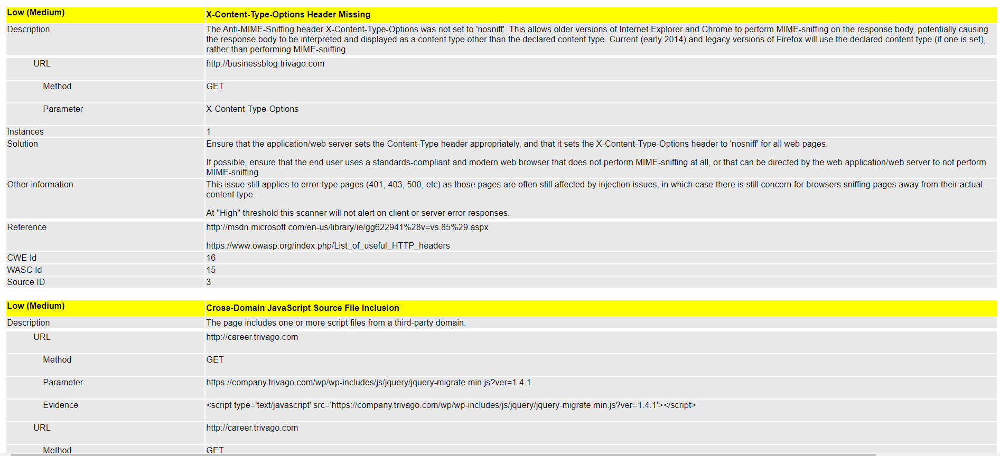 Low (Medium) X-Content-Type-Options Header Missing
Description The Anti-MIME-Sniffing header X-Content-Type-Options was not set to 'nosniff'. This allows older versions of Internet Explorer and Chrome to perform MIME-sniffing on the response body, potentially causing
the response body to be interpreted and displayed as a content type other than the declared content type. Current (early 2014) and legacy versions of Firefox will use the declared content type (if one is set),
rather than performing MIME-sniffing.
URL http://businessblog.trivago.com
Method GET
Parameter X-Content-Type-Options
Instances 1
Solution Ensure that the application/web server sets the Content-Type header appropriately, and that it sets the X-Content-Type-Options header to 'nosniff' for all web pages.
If possible, ensure that the end user uses a standards-compliant and modern web browser that does not perform MIME-sniffing at all, or that can be directed by the web application/web server to not perform
MIME-sniffing.
Other information This issue still applies to error type pages (401, 403, 500, etc) as those pages are often still affected by injection issues, in which case there is still concern for browsers sniffing pages away from their actual
content type.
At "High" threshold this scanner will not alert on client or server error responses.
Reference http://msdn.microsoft.com/en-us/library/ie/gg622941%28v=vs.85%29.aspx
https://www.owasp.org/index.php/List_of_useful_HTTP_headers
CWE Id 16
WASC Id 15
Source ID 3
Low (Medium) Cross-Domain JavaScript Source File Inclusion
Description The page includes one or more script files from a third-party domain.
URL http://career.trivago.com
Method GET
Parameter https://company.trivago.com/wp/wp-includes/js/jquery/jquery-migrate.min.js?ver=1.4.1
Evidence <script type='text/javascript' src='https://company.trivago.com/wp/wp-includes/js/jquery/jquery-migrate.min.js?ver=1.4.1'></script>
URL http://career.trivago.com
Method GET